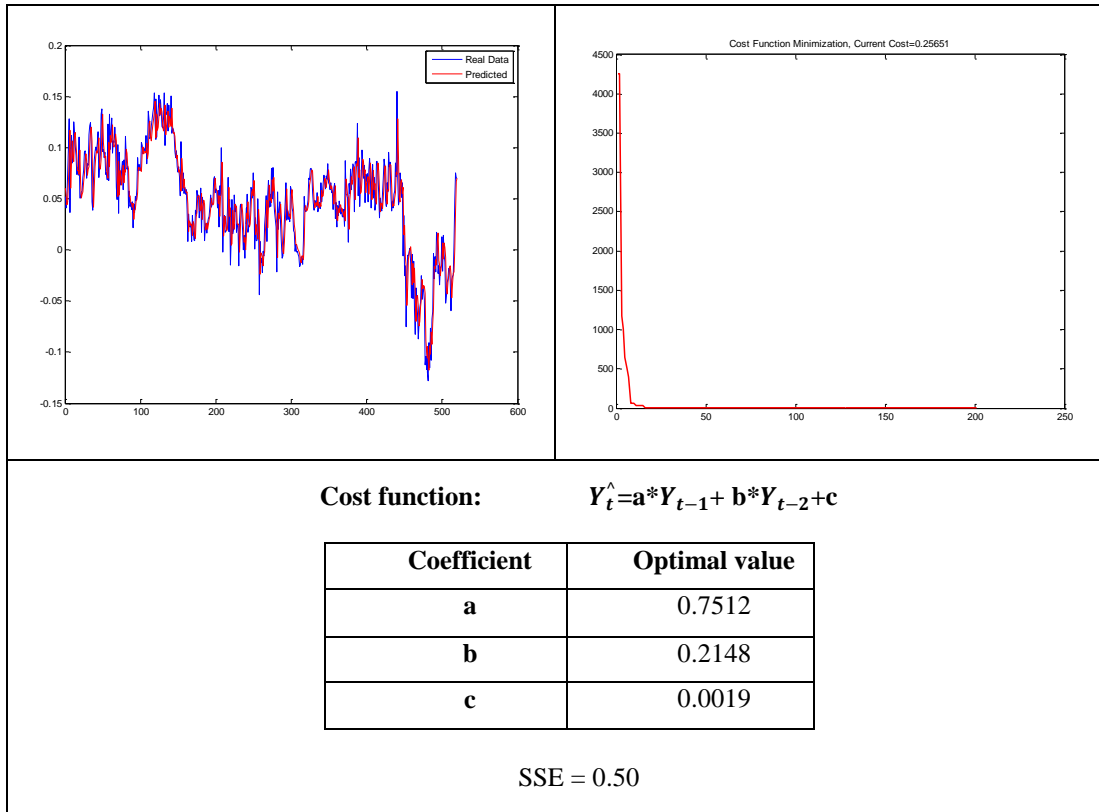 0.2
0.15
0.1
0.05
0
-0.05
-0.1
-0.15
0 100 200 300 400 500 600
Real Data
Predicted
Cost Function Minimization, Current Cost=0.25651
4500
4000
3500
3000
2500
2000
1500
1000
500
0
0 50 100 150 200 250
Cost function: Y^_t=a*Y_{t−1}+ b*Y_{t−2}+c
Coefficient Optimal value
a 0.7512
b 0.2148
c 0.0019
SSE = 0.50